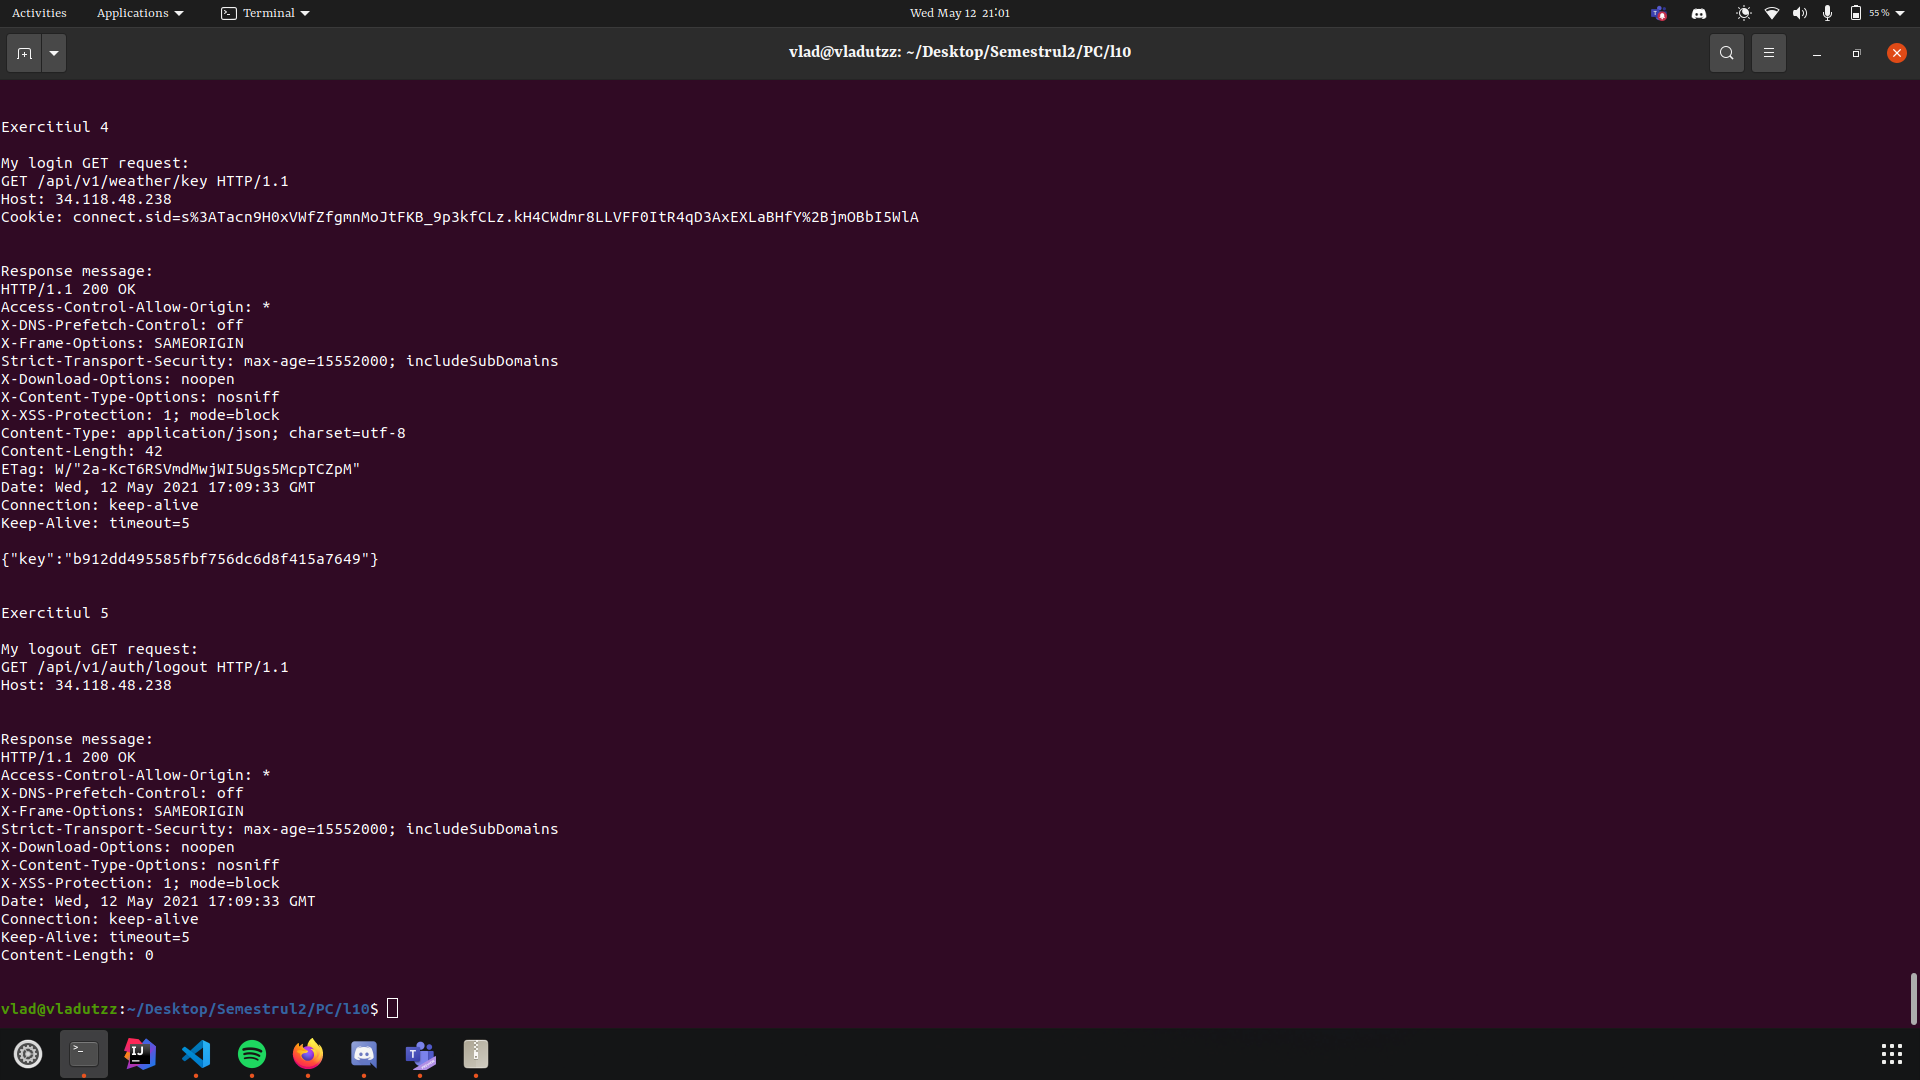 Activities Applications Terminal Wed May 12 21:01 55 %
vlad@vladutzz: ~/Desktop/Semestrul2/PC/l10
Exercitiul 4
My login GET request:
GET /api/v1/weather/key HTTP/1.1
Host: 34.118.48.238
Cookie: connect.sid=s%3ATacn9H0xVWfZfgmnMoJtFKB_9p3kfCLz.kH4CWdmr8LLVFF0ItR4qD3AxEXLaBHfY%2BjmOBbI5WlA
Response message:
HTTP/1.1 200 OK
Access-Control-Allow-Origin: *
X-DNS-Prefetch-Control: off
X-Frame-Options: SAMEORIGIN
Strict-Transport-Security: max-age=15552000; includeSubDomains
X-Download-Options: noopen
X-Content-Type-Options: nosniff
X-XSS-Protection: 1; mode=block
Content-Type: application/json; charset=utf-8
Content-Length: 42
ETag: W/"2a-KcT6RSVmdMwjWI5Ugs5McpTCZpM"
Date: Wed, 12 May 2021 17:09:33 GMT
Connection: keep-alive
Keep-Alive: timeout=5
{"key":"b912dd495585fbf756dc6d8f415a7649"}
Exercitiul 5
My logout GET request:
GET /api/v1/auth/logout HTTP/1.1
Host: 34.118.48.238
Response message:
HTTP/1.1 200 OK
Access-Control-Allow-Origin: *
X-DNS-Prefetch-Control: off
X-Frame-Options: SAMEORIGIN
Strict-Transport-Security: max-age=15552000; includeSubDomains
X-Download-Options: noopen
X-Content-Type-Options: nosniff
X-XSS-Protection: 1; mode=block
Date: Wed, 12 May 2021 17:09:33 GMT
Connection: keep-alive
Keep-Alive: timeout=5
Content-Length: 0
vlad@vladutzz:~/Desktop/Semestrul2/PC/l10$